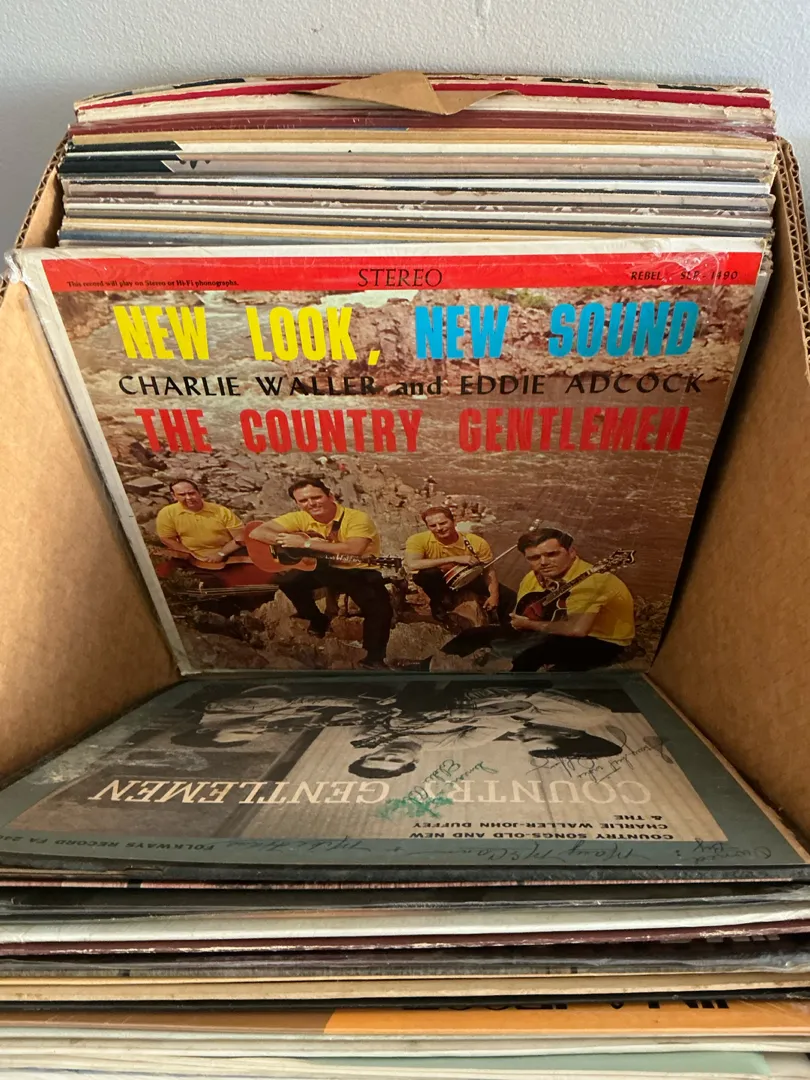 This record will play on Stereo or Hi-Fi phonographs.
STEREO
REBEL SLP-1490
NEW LOOK, NEW SOUND
CHARLIE WALLER and EDDIE ADCOCK
THE COUNTRY GENTLEMEN
COUNTRY SONGS, OLD AND NEW
CHARLIE WALLER-JOHN DUFFEY
& THE
COUNTRY GENTLEMEN
FOLKWAYS RECORD FA